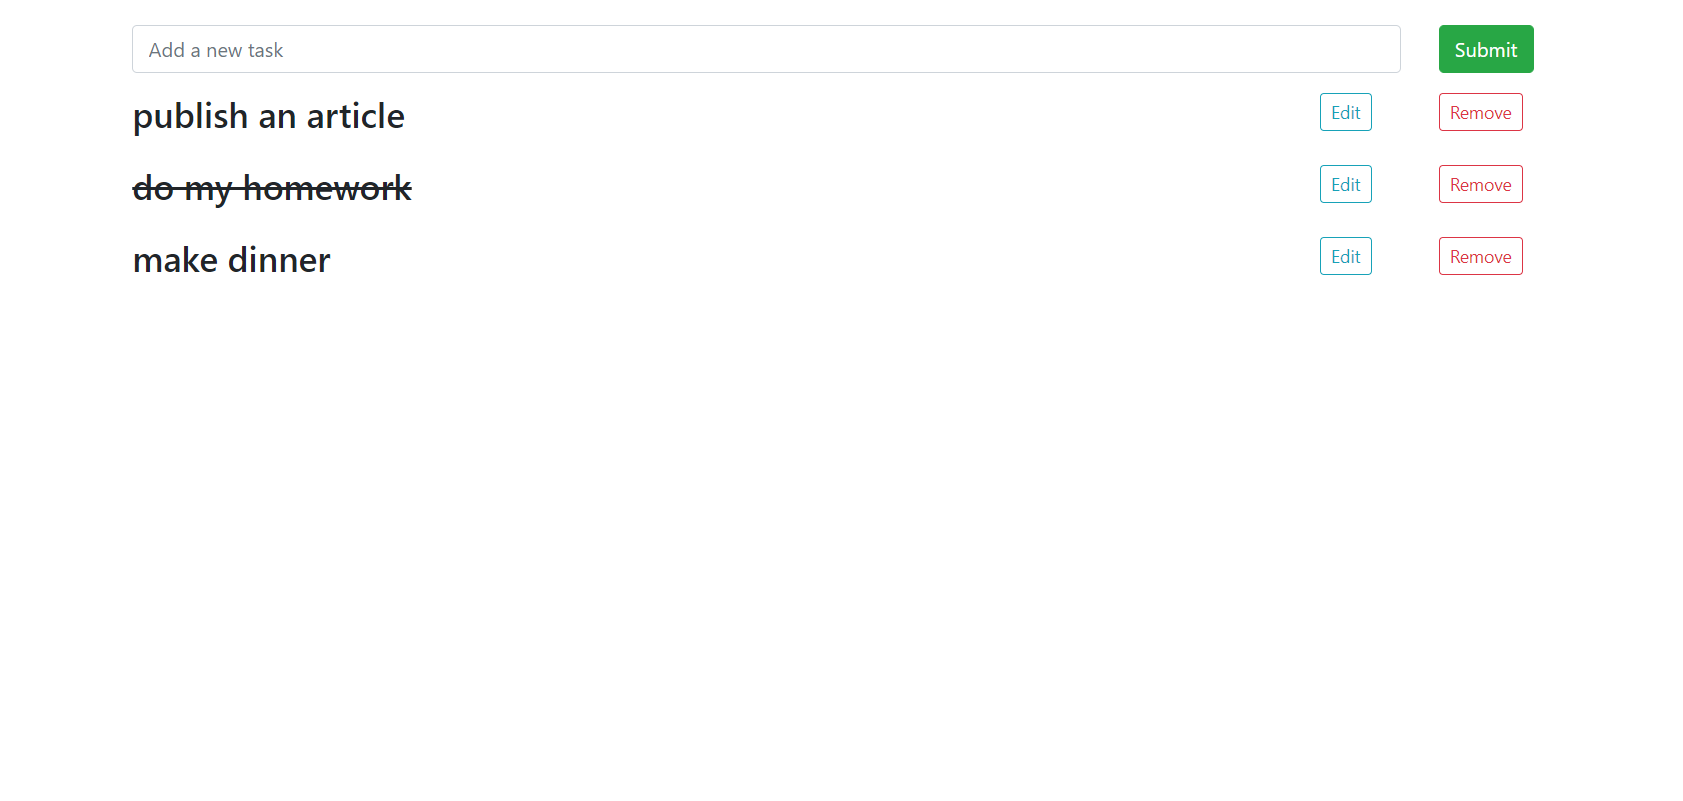 Add a new task Submit
publish an article Edit Remove
do my homework Edit Remove
make dinner Edit Remove